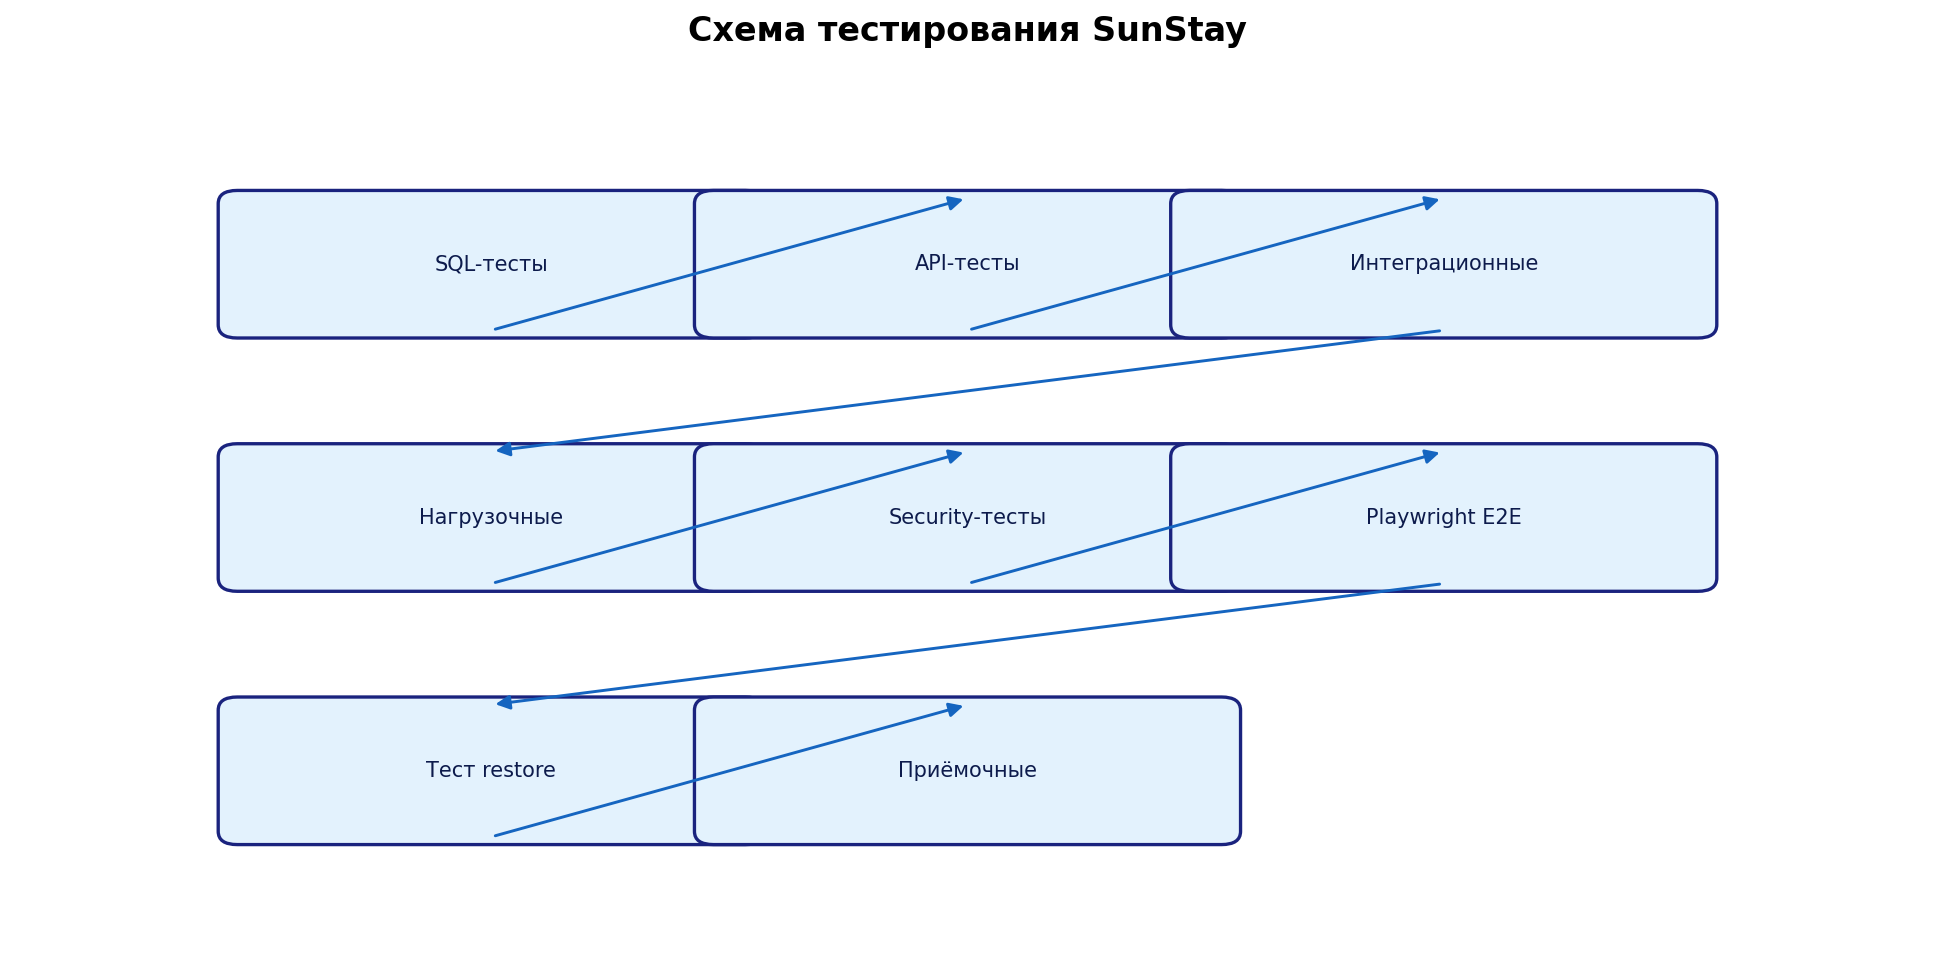 Схема тестирования SunStay
SQL-тесты
API-тесты
Интеграционные
Нагрузочные
Security-тесты
Playwright E2E
Тест restore
Приёмочные